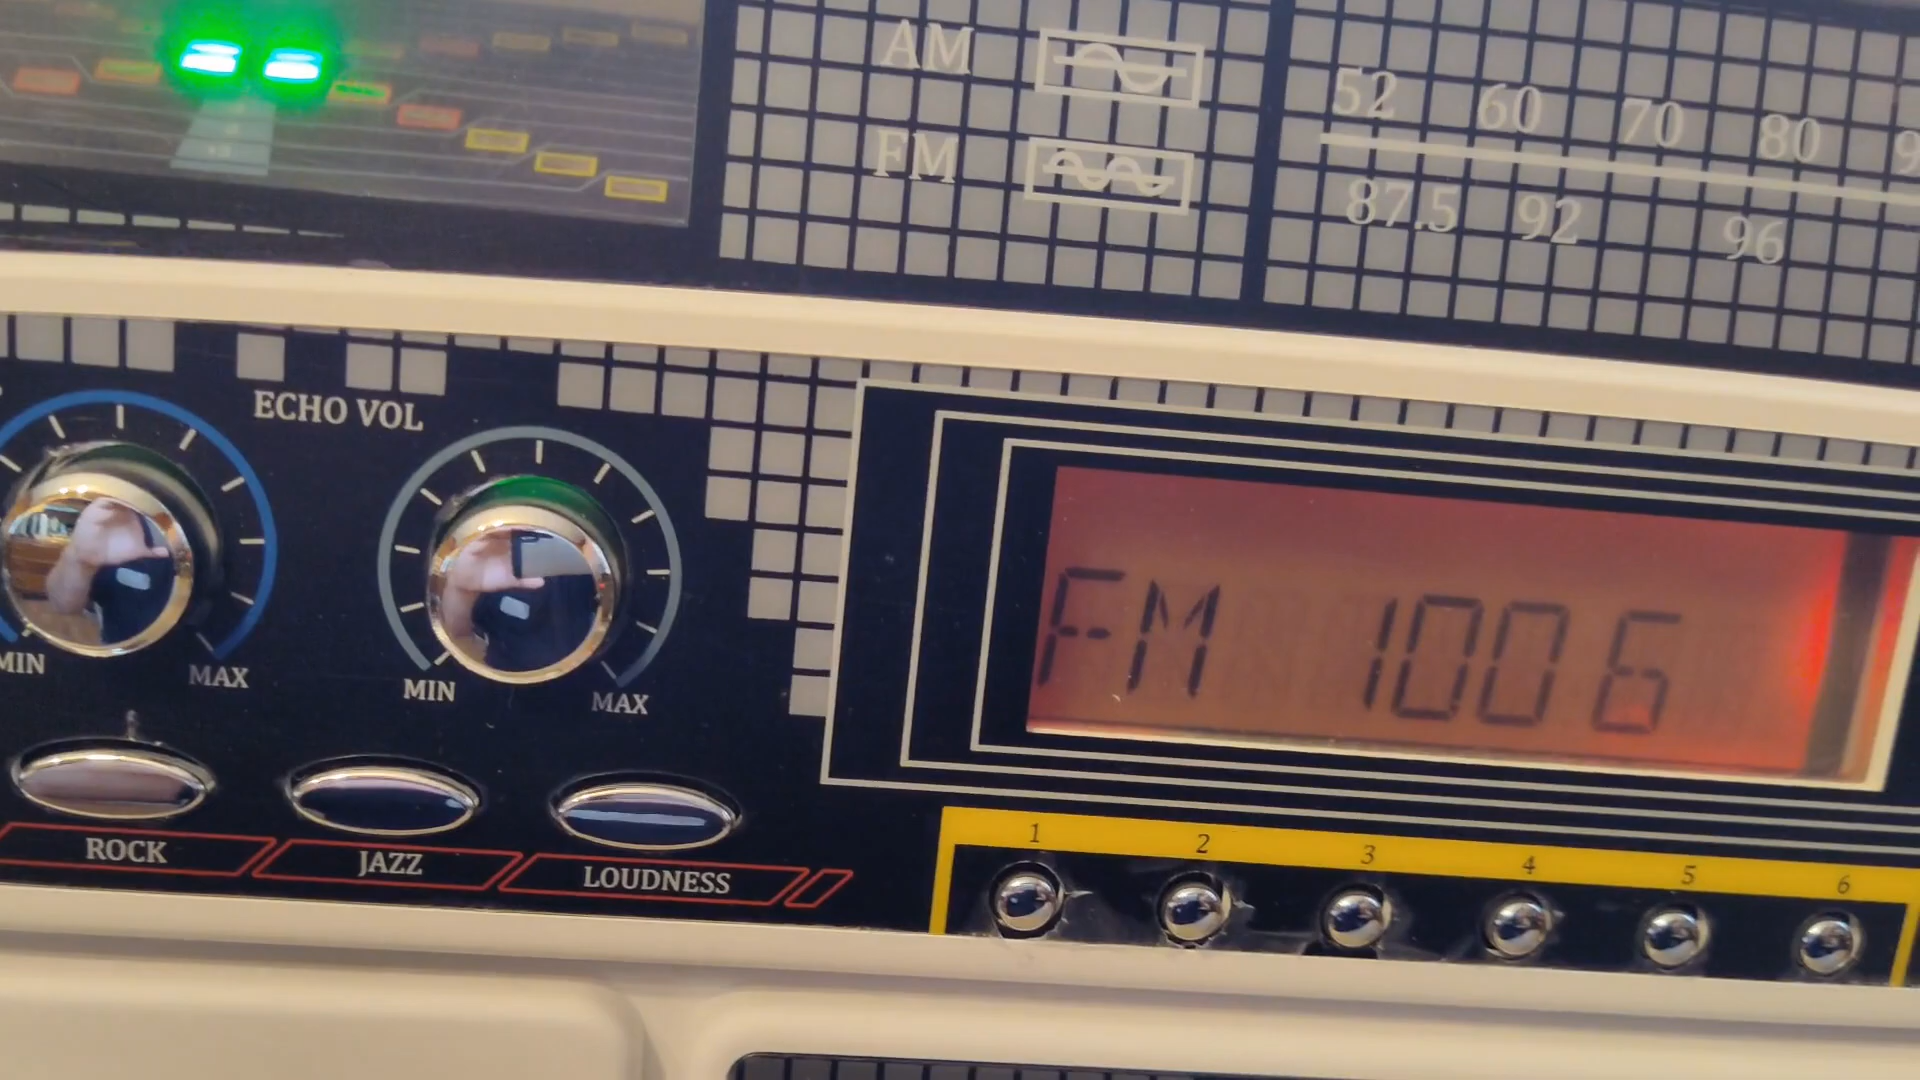 AM
52 60 70 80 9
FM
87.5 92 96
ECHO VOL
MIN MAX
MIN MAX
FM 100 6
ROCK JAZZ LOUDNESS
1 2 3 4 5 6